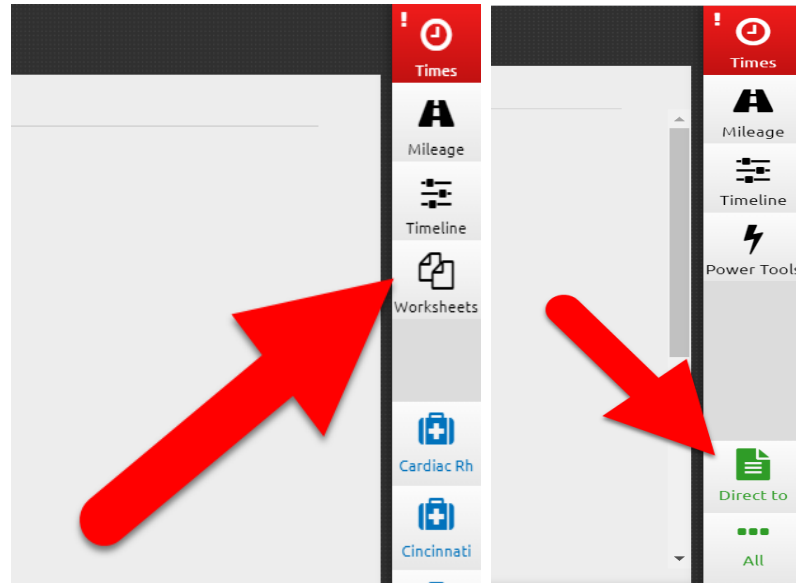 !
Times
Mileage
Timeline
Worksheets
Cardiac Rh
Cincinnati
!
Times
Mileage
Timeline
Power Tools
Direct to
All